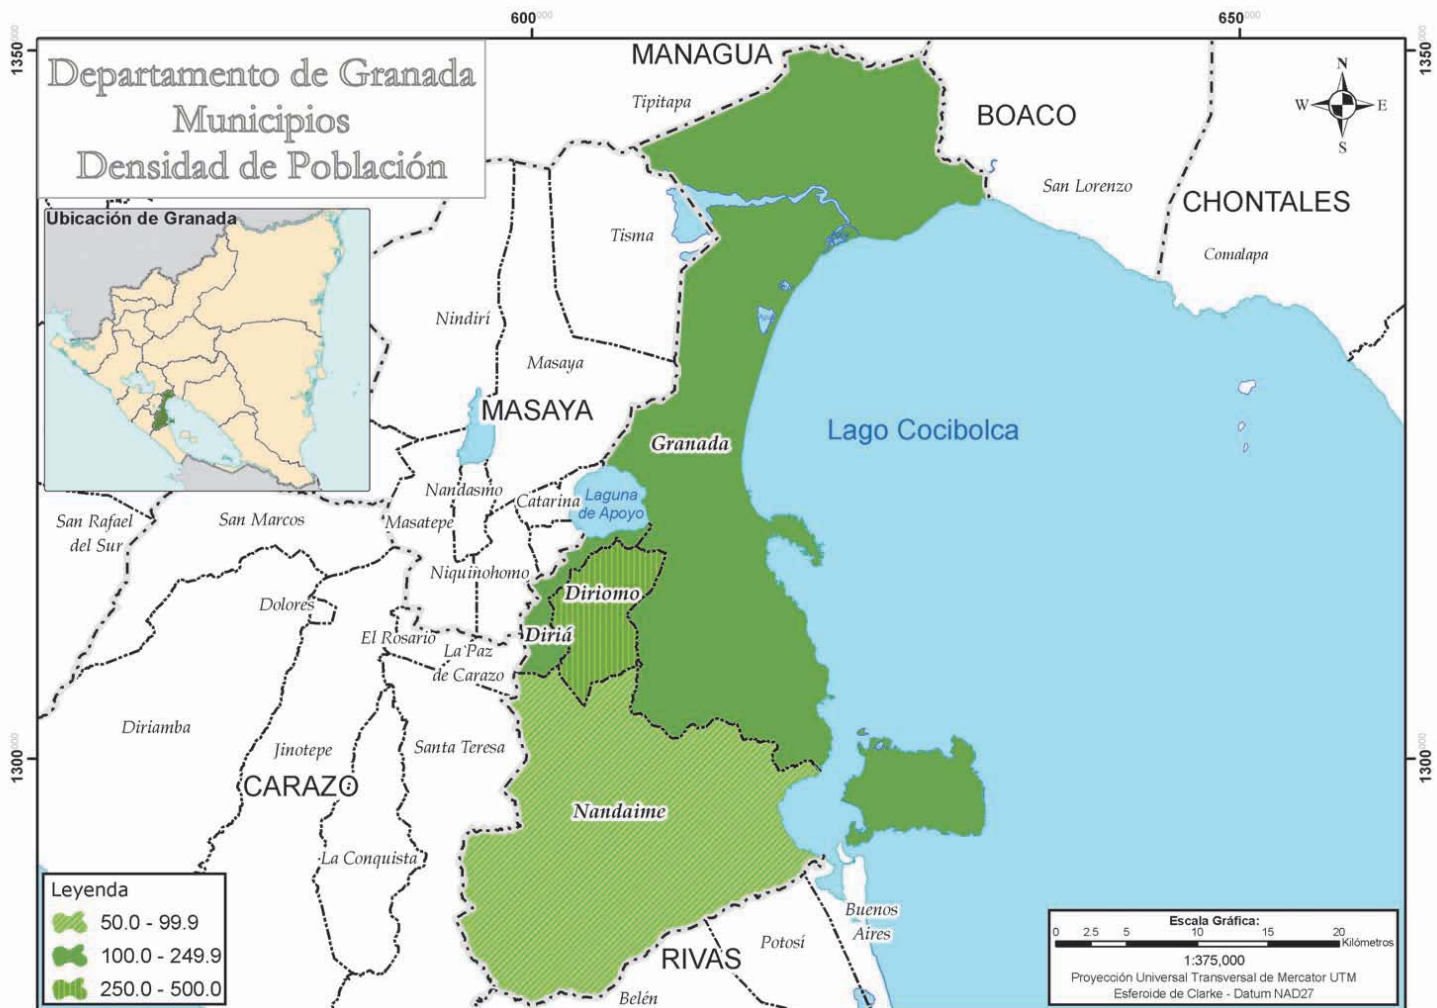 600000
650000
1350000
1350000
Departamento de Granada
Municipios
Densidad de Población
MANAGUA
Tipitapa
N
W
E
S
BOACO
San Lorenzo
CHONTALES
Comalapa
Ubicación de Granada
Tisma
Nindirí
Masaya
MASAYA
Granada
Lago Cocibolca
Nandasmo
Catarina
Laguna
de Apoyo
Masatepe
San Rafael
del Sur
San Marcos
Niquinohomo
Diriomo
Dolores
El Rosario
Diriá
La Paz
de Carazo
Diriamba
Jinotepe
Santa Teresa
1300000
1300000
CARAZO
Nandaime
La Conquista
Buenos
Aires
Potosí
RIVAS
Belén
Leyenda
50.0 - 99.9
100.0 - 249.9
250.0 - 500.0
Escala Gráfica:
0 2.5 5 10 15 20
Kilómetros
1:375,000
Proyección Universal Transversal de Mercator UTM
Esferoide de Clarke - Datum NAD27